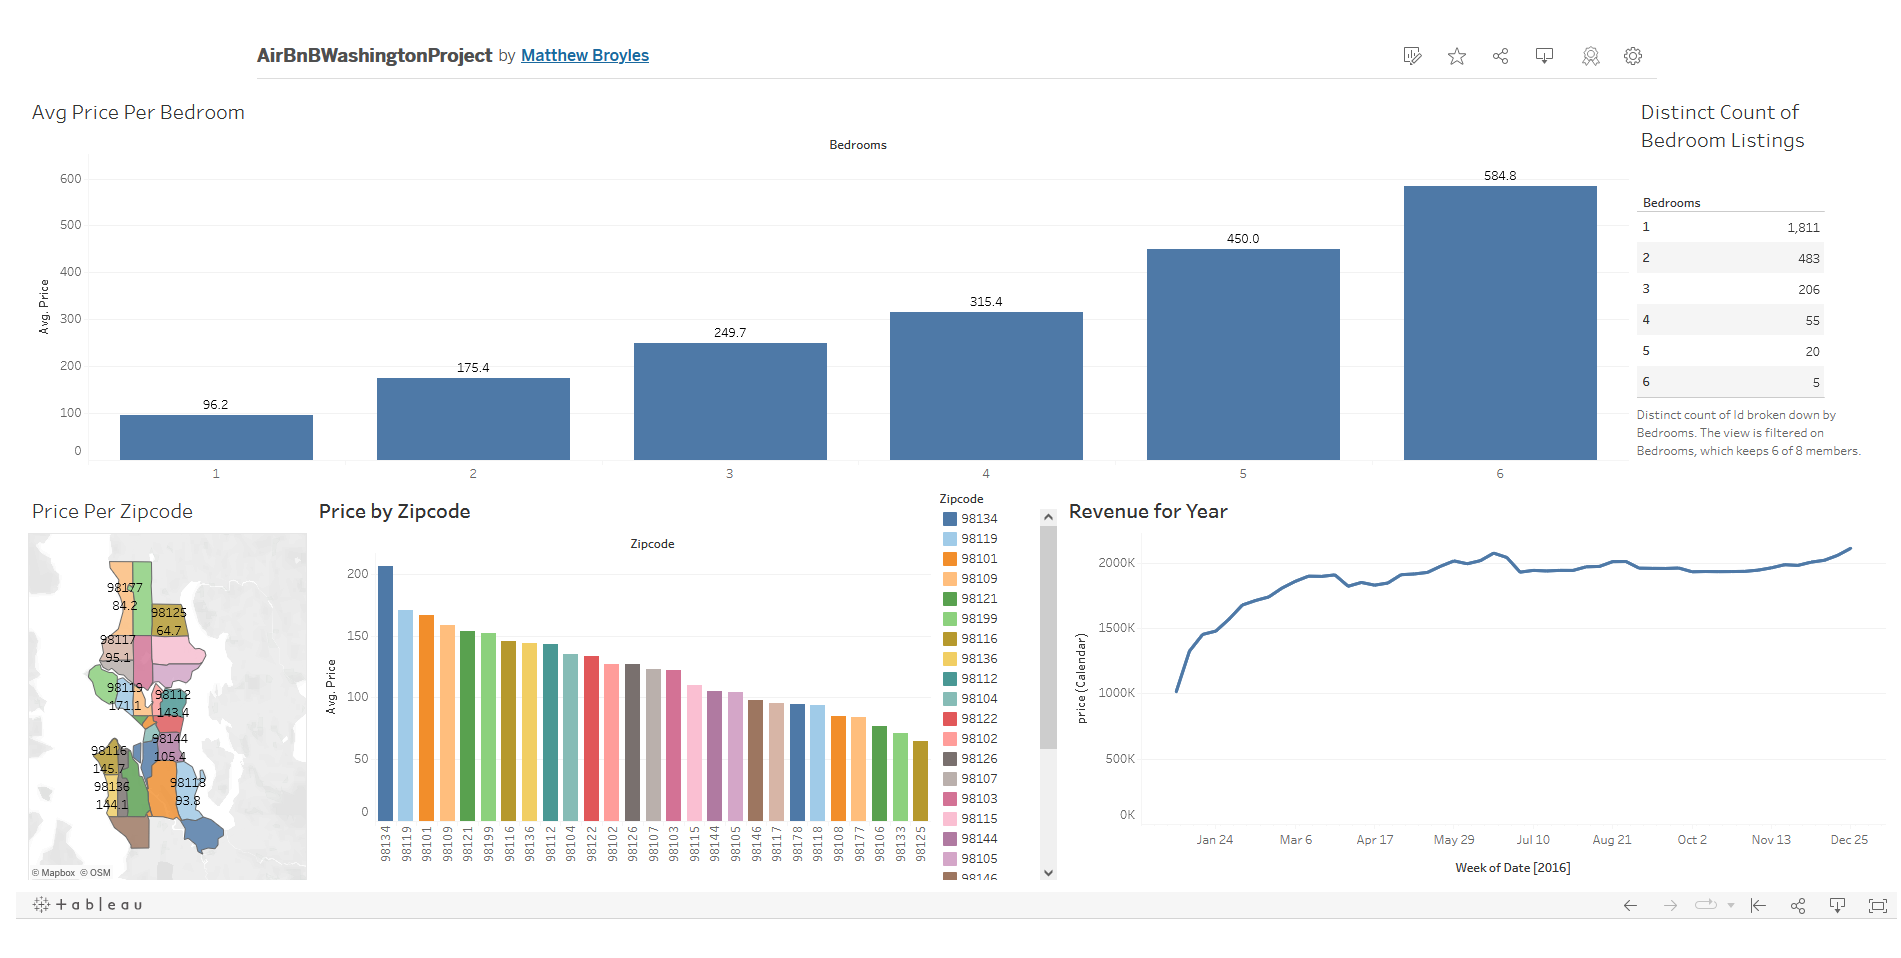 AirBnBWashingtonProject by Matthew Broyles
Avg Price Per Bedroom
Bedrooms
Avg. Price
600
500
400
300
200
100
0
96.2
175.4
249.7
315.4
450.0
584.8
1
2
3
4
5
6
Distinct Count of
Bedroom Listings
Bedrooms
1 1,811
2 483
3 206
4 55
5 20
6 5
Distinct count of Id broken down by
Bedrooms. The view is filtered on
Bedrooms, which keeps 6 of 8 members.
Price Per Zipcode
98177
84.2
98125
64.7
98117
95.1
98119
171.1
98112
143.4
98144
105.4
98116
145.7
98136
144.1
98118
93.8
© Mapbox © OSM
Price by Zipcode
Zipcode
Avg. Price
200
150
100
50
0
98134
98119
98101
98109
98121
98199
98116
98136
98112
98104
98122
98102
98126
98107
98103
98115
98144
98105
98146
98117
98178
98118
98108
98177
98106
98133
98125
Zipcode
98134
98119
98101
98109
98121
98199
98116
98136
98112
98104
98122
98102
98126
98107
98103
98115
98144
98105
98146
Revenue for Year
price (Calendar)
2000K
1500K
1000K
500K
0K
Jan 24
Mar 6
Apr 17
May 29
Jul 10
Aug 21
Oct 2
Nov 13
Dec 25
Week of Date [2016]
+ a b l e a u